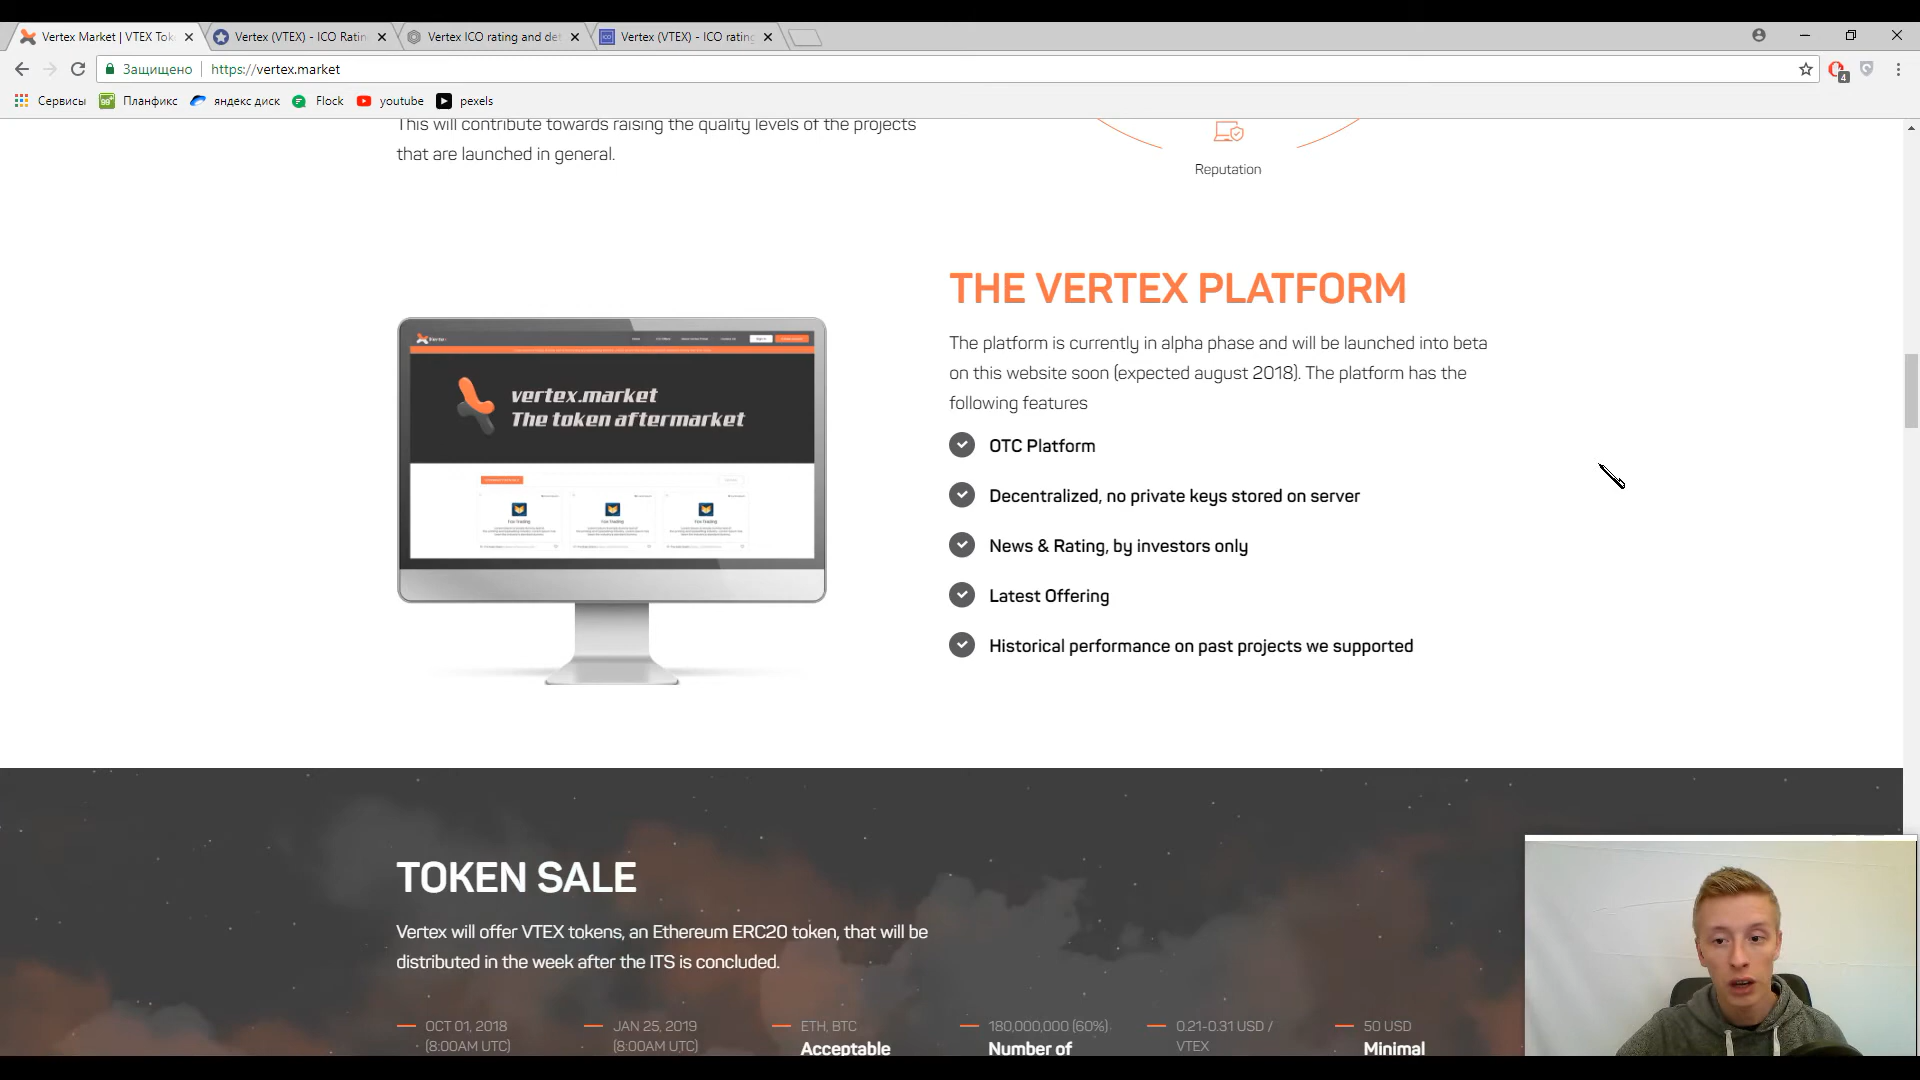 Vertex Market | VTEX Tok
Vertex (VTEX) - ICO Ratin
Vertex ICO rating and det
Vertex (VTEX) - ICO rating
Защищено
https://vertex.market
4
Сервисы
Планфикс
яндекс диск
Flock
youtube
pexels
This will contribute towards raising the quality levels of the projects
that are launched in general.
Reputation
THE VERTEX PLATFORM
The platform is currently in alpha phase and will be launched into beta
on this website soon (expected august 2018). The platform has the
following features
OTC Platform
Decentralized, no private keys stored on server
News & Rating, by investors only
Latest Offering
Historical performance on past projects we supported
vertex.market
The token aftermarket
TOKEN SALE
Vertex will offer VTEX tokens, an Ethereum ERC20 token, that will be
distributed in the week after the ITS is concluded.
OCT 01, 2018
(8:00AM UTC)
JAN 25, 2019
(8:00AM UTC)
ETH, BTC
Acceptable
180,000,000 (60%)
Number of
0.21-0.31 USD /
VTEX
50 USD
Minimal